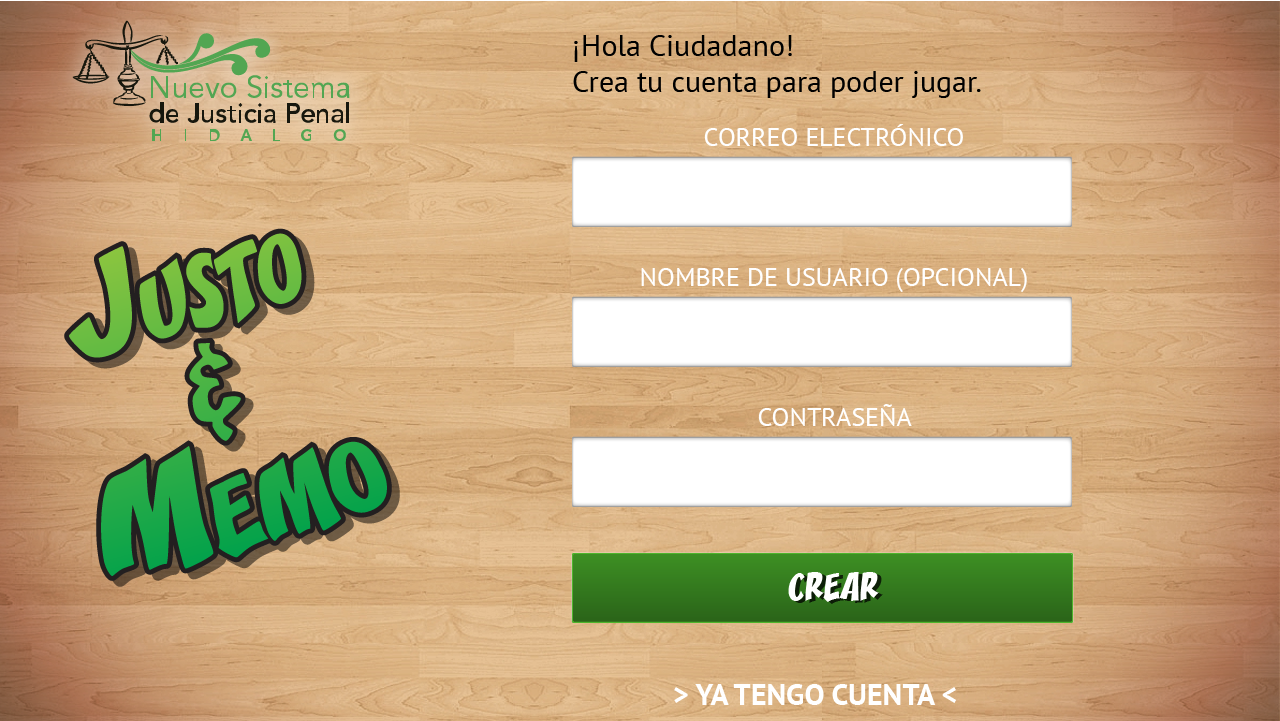 Nuevo Sistema
de Justicia Penal
HIDALGO
JUSTO
&
MEMO
¡Hola Ciudadano!
Crea tu cuenta para poder jugar.
CORREO ELECTRÓNICO
NOMBRE DE USUARIO (OPCIONAL)
CONTRASEÑA
CREAR
> YA TENGO CUENTA <